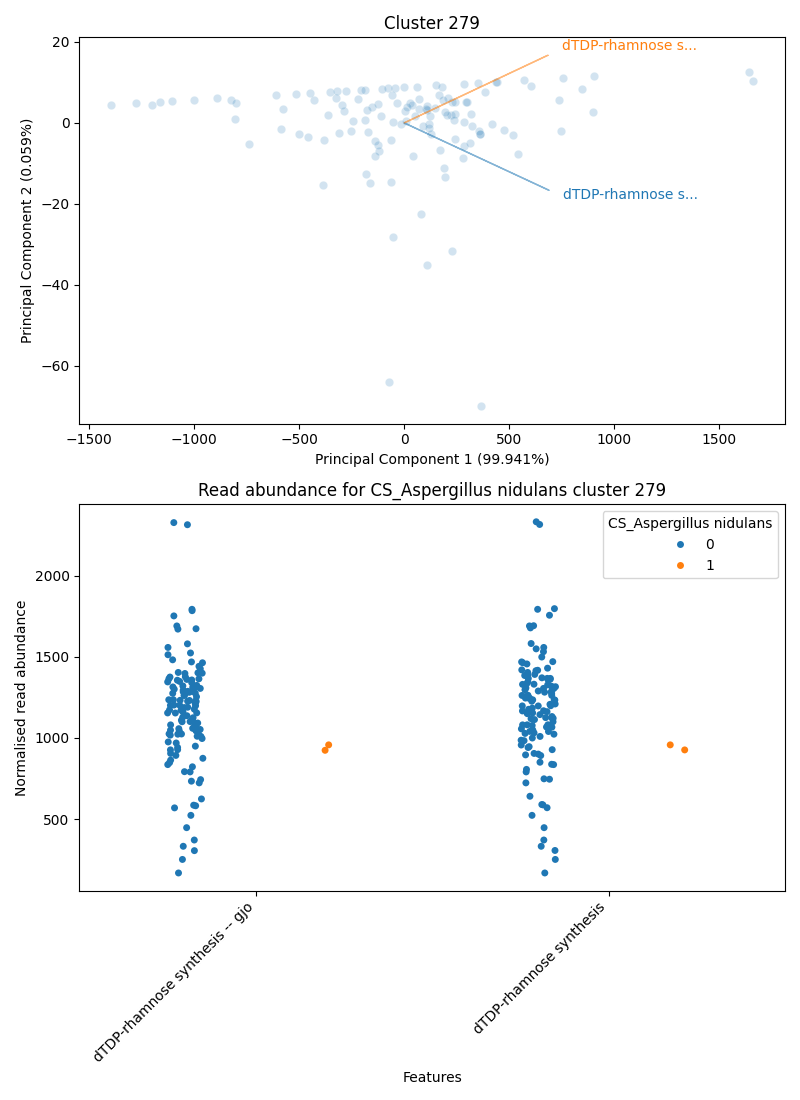 Cluster 279
20
0
−20
−40
−60
Principal Component 2 (0.059%)
dTDP-rhamnose s...
dTDP-rhamnose s...
−1500
−1000
−500
0
500
1000
1500
Principal Component 1 (99.941%)
Read abundance for CS_Aspergillus nidulans cluster 279
CS_Aspergillus nidulans
0
1
2000
1500
1000
500
Normalised read abundance
dTDP-rhamnose synthesis -- gjo
dTDP-rhamnose synthesis
Features